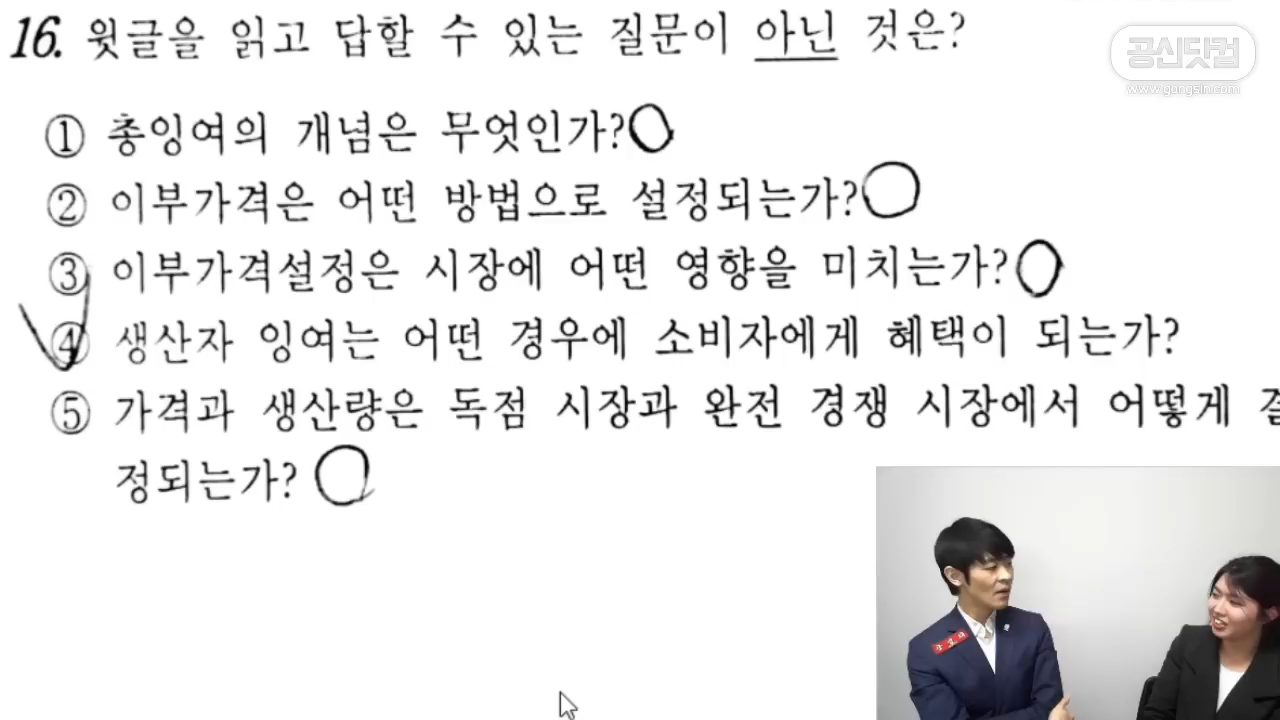 16. 윗글을 읽고 답할 수 있는 질문이 아닌 것은?
공신닷컴
www.gongsin.com
① 총잉여의 개념은 무엇인가?
② 이부가격은 어떤 방법으로 설정되는가?
③ 이부가격설정은 시장에 어떤 영향을 미치는가?
④ 생산자 잉여는 어떤 경우에 소비자에게 혜택이 되는가?
⑤ 가격과 생산량은 독점 시장과 완전 경쟁 시장에서 어떻게 결
정되는가?